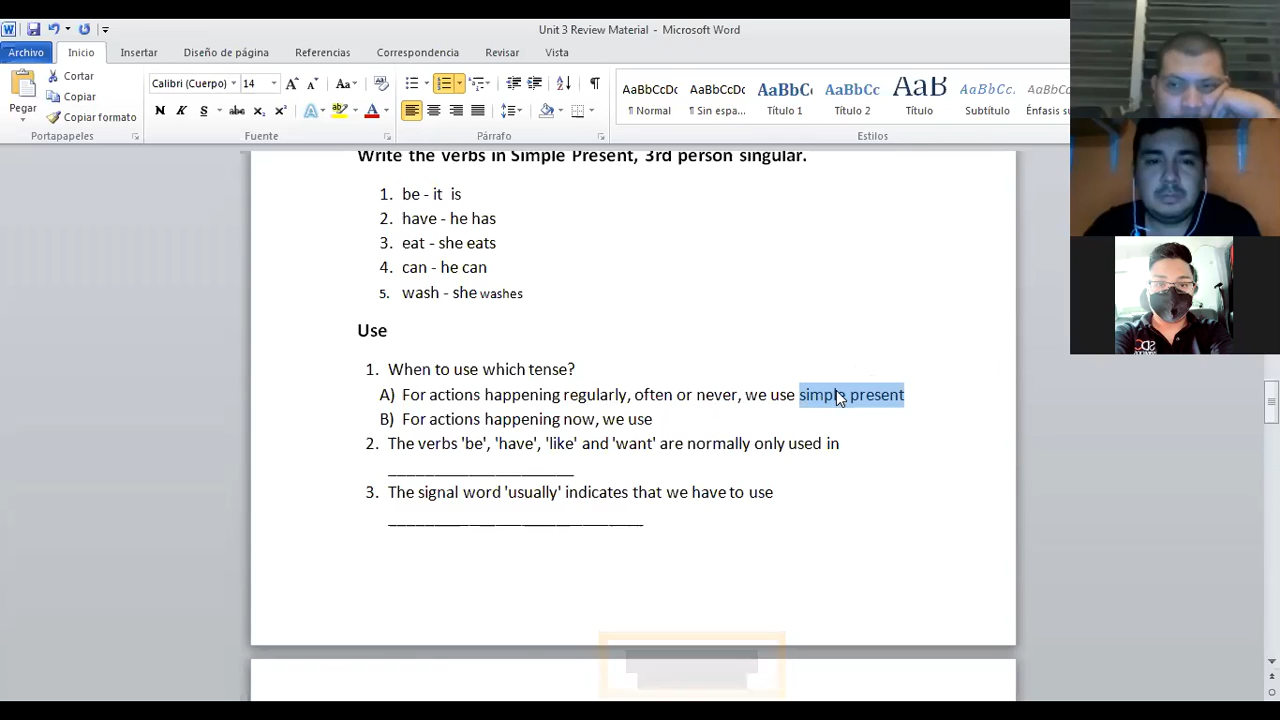 Unit 3 Review Material - Microsoft Word
Archivo Inicio Insertar Diseño de página Referencias Correspondencia Revisar Vista
Pegar
Cortar
Copiar
Copiar formato
Portapapeles
Calibri (Cuerpo) 14
Fuente
Párrafo
AaBbCcDc AaBbCcDc AaBbC AaBbCc AaB AaBbCc. AaBbCcD
¶ Normal ¶ Sin espa... Título 1 Título 2 Título Subtítulo Énfasis su
Estilos
Write the verbs in Simple Present, 3rd person singular.
1. be - it is
2. have - he has
3. eat - she eats
4. can - he can
5. wash - she washes
Use
1. When to use which tense?
A) For actions happening regularly, often or never, we use simple present
B) For actions happening now, we use
2. The verbs 'be', 'have', 'like' and 'want' are normally only used in
_____________________
3. The signal word 'usually' indicates that we have to use
____________________________
SDC